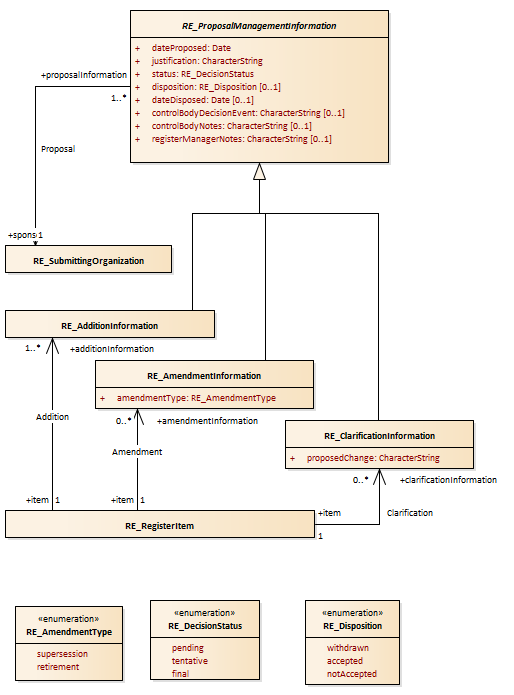 RE_ProposalManagementInformation
+ dateProposed: Date
+ justification: CharacterString
+ status: RE_DecisionStatus
+ disposition: RE_Disposition [0..1]
+ dateDisposed: Date [0..1]
+ controlBodyDecisionEvent: CharacterString [0..1]
+ controlBodyNotes: CharacterString [0..1]
+ registerManagerNotes: CharacterString [0..1]
+proposalInformation
1..*
Proposal
+spons 1
RE_SubmittingOrganization
RE_AdditionInformation
1..* +additionInformation
RE_AmendmentInformation
+ amendmentType: RE_AmendmentType
0..* +amendmentInformation
Addition
Amendment
RE_ClarificationInformation
+ proposedChange: CharacterString
0..* +clarificationInformation
+item 1
+item 1
RE_RegisterItem
+item
1
Clarification
«enumeration»
RE_AmendmentType
supersession
retirement
«enumeration»
RE_DecisionStatus
pending
tentative
final
«enumeration»
RE_Disposition
withdrawn
accepted
notAccepted